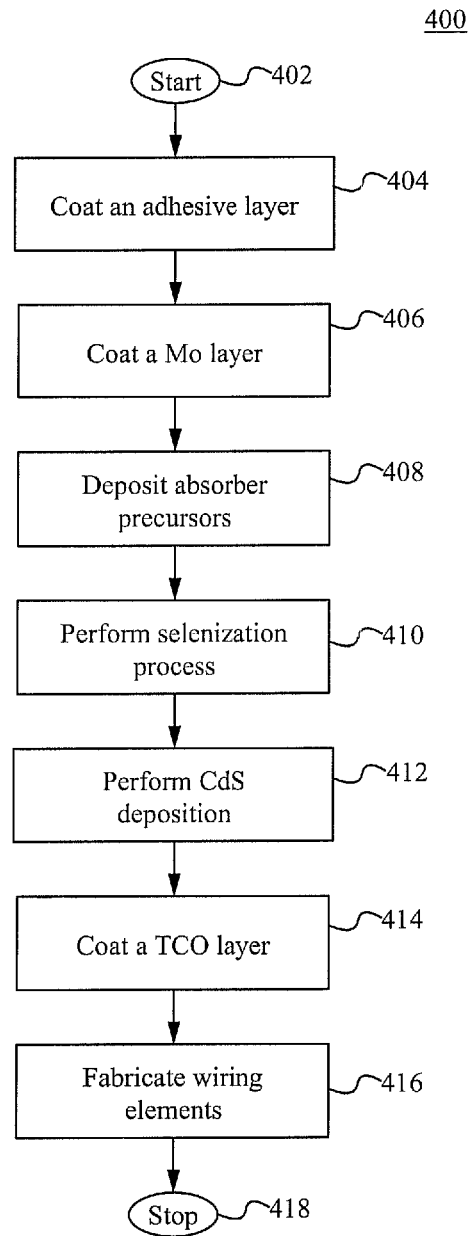 400
Start
402
Coat an adhesive layer
404
Coat a Mo layer
406
Deposit absorber
precursors
408
Perform selenization
process
410
Perform CdS
deposition
412
Coat a TCO layer
414
Fabricate wiring
elements
416
Stop
418